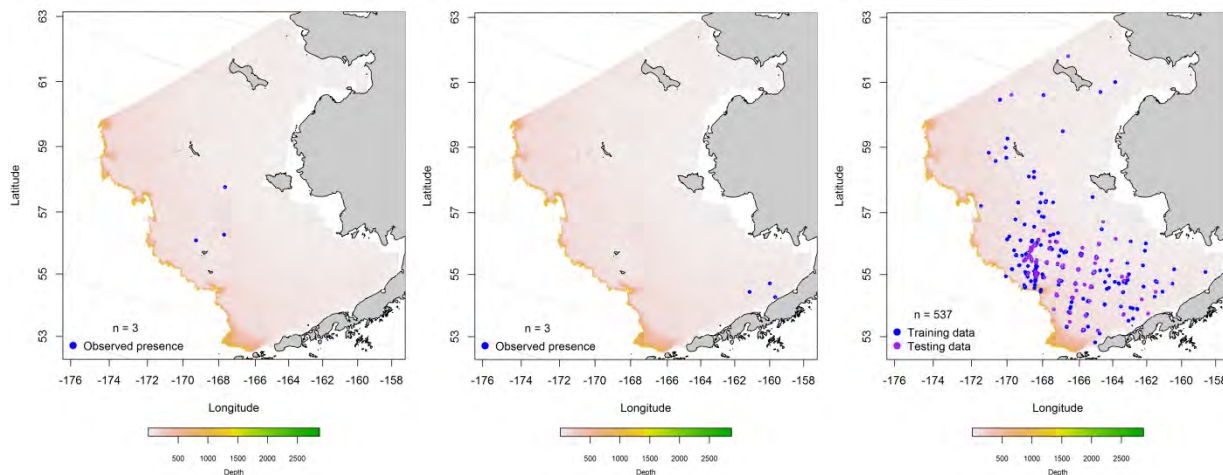 63
61
59
57
55
53
Latitude
n = 3
Observed presence
-176 -174 -172 -170 -168 -166 -164 -162 -160 -158
Longitude
500 1000 1500 2000 2500
Depth
63
61
59
57
55
53
Latitude
n = 3
Observed presence
-176 -174 -172 -170 -168 -166 -164 -162 -160 -158
Longitude
500 1000 1500 2000 2500
Depth
63
61
59
57
55
53
Latitude
n = 537
Training data
Testing data
-176 -174 -172 -170 -168 -166 -164 -162 -160 -158
Longitude
500 1000 1500 2000 2500
Depth